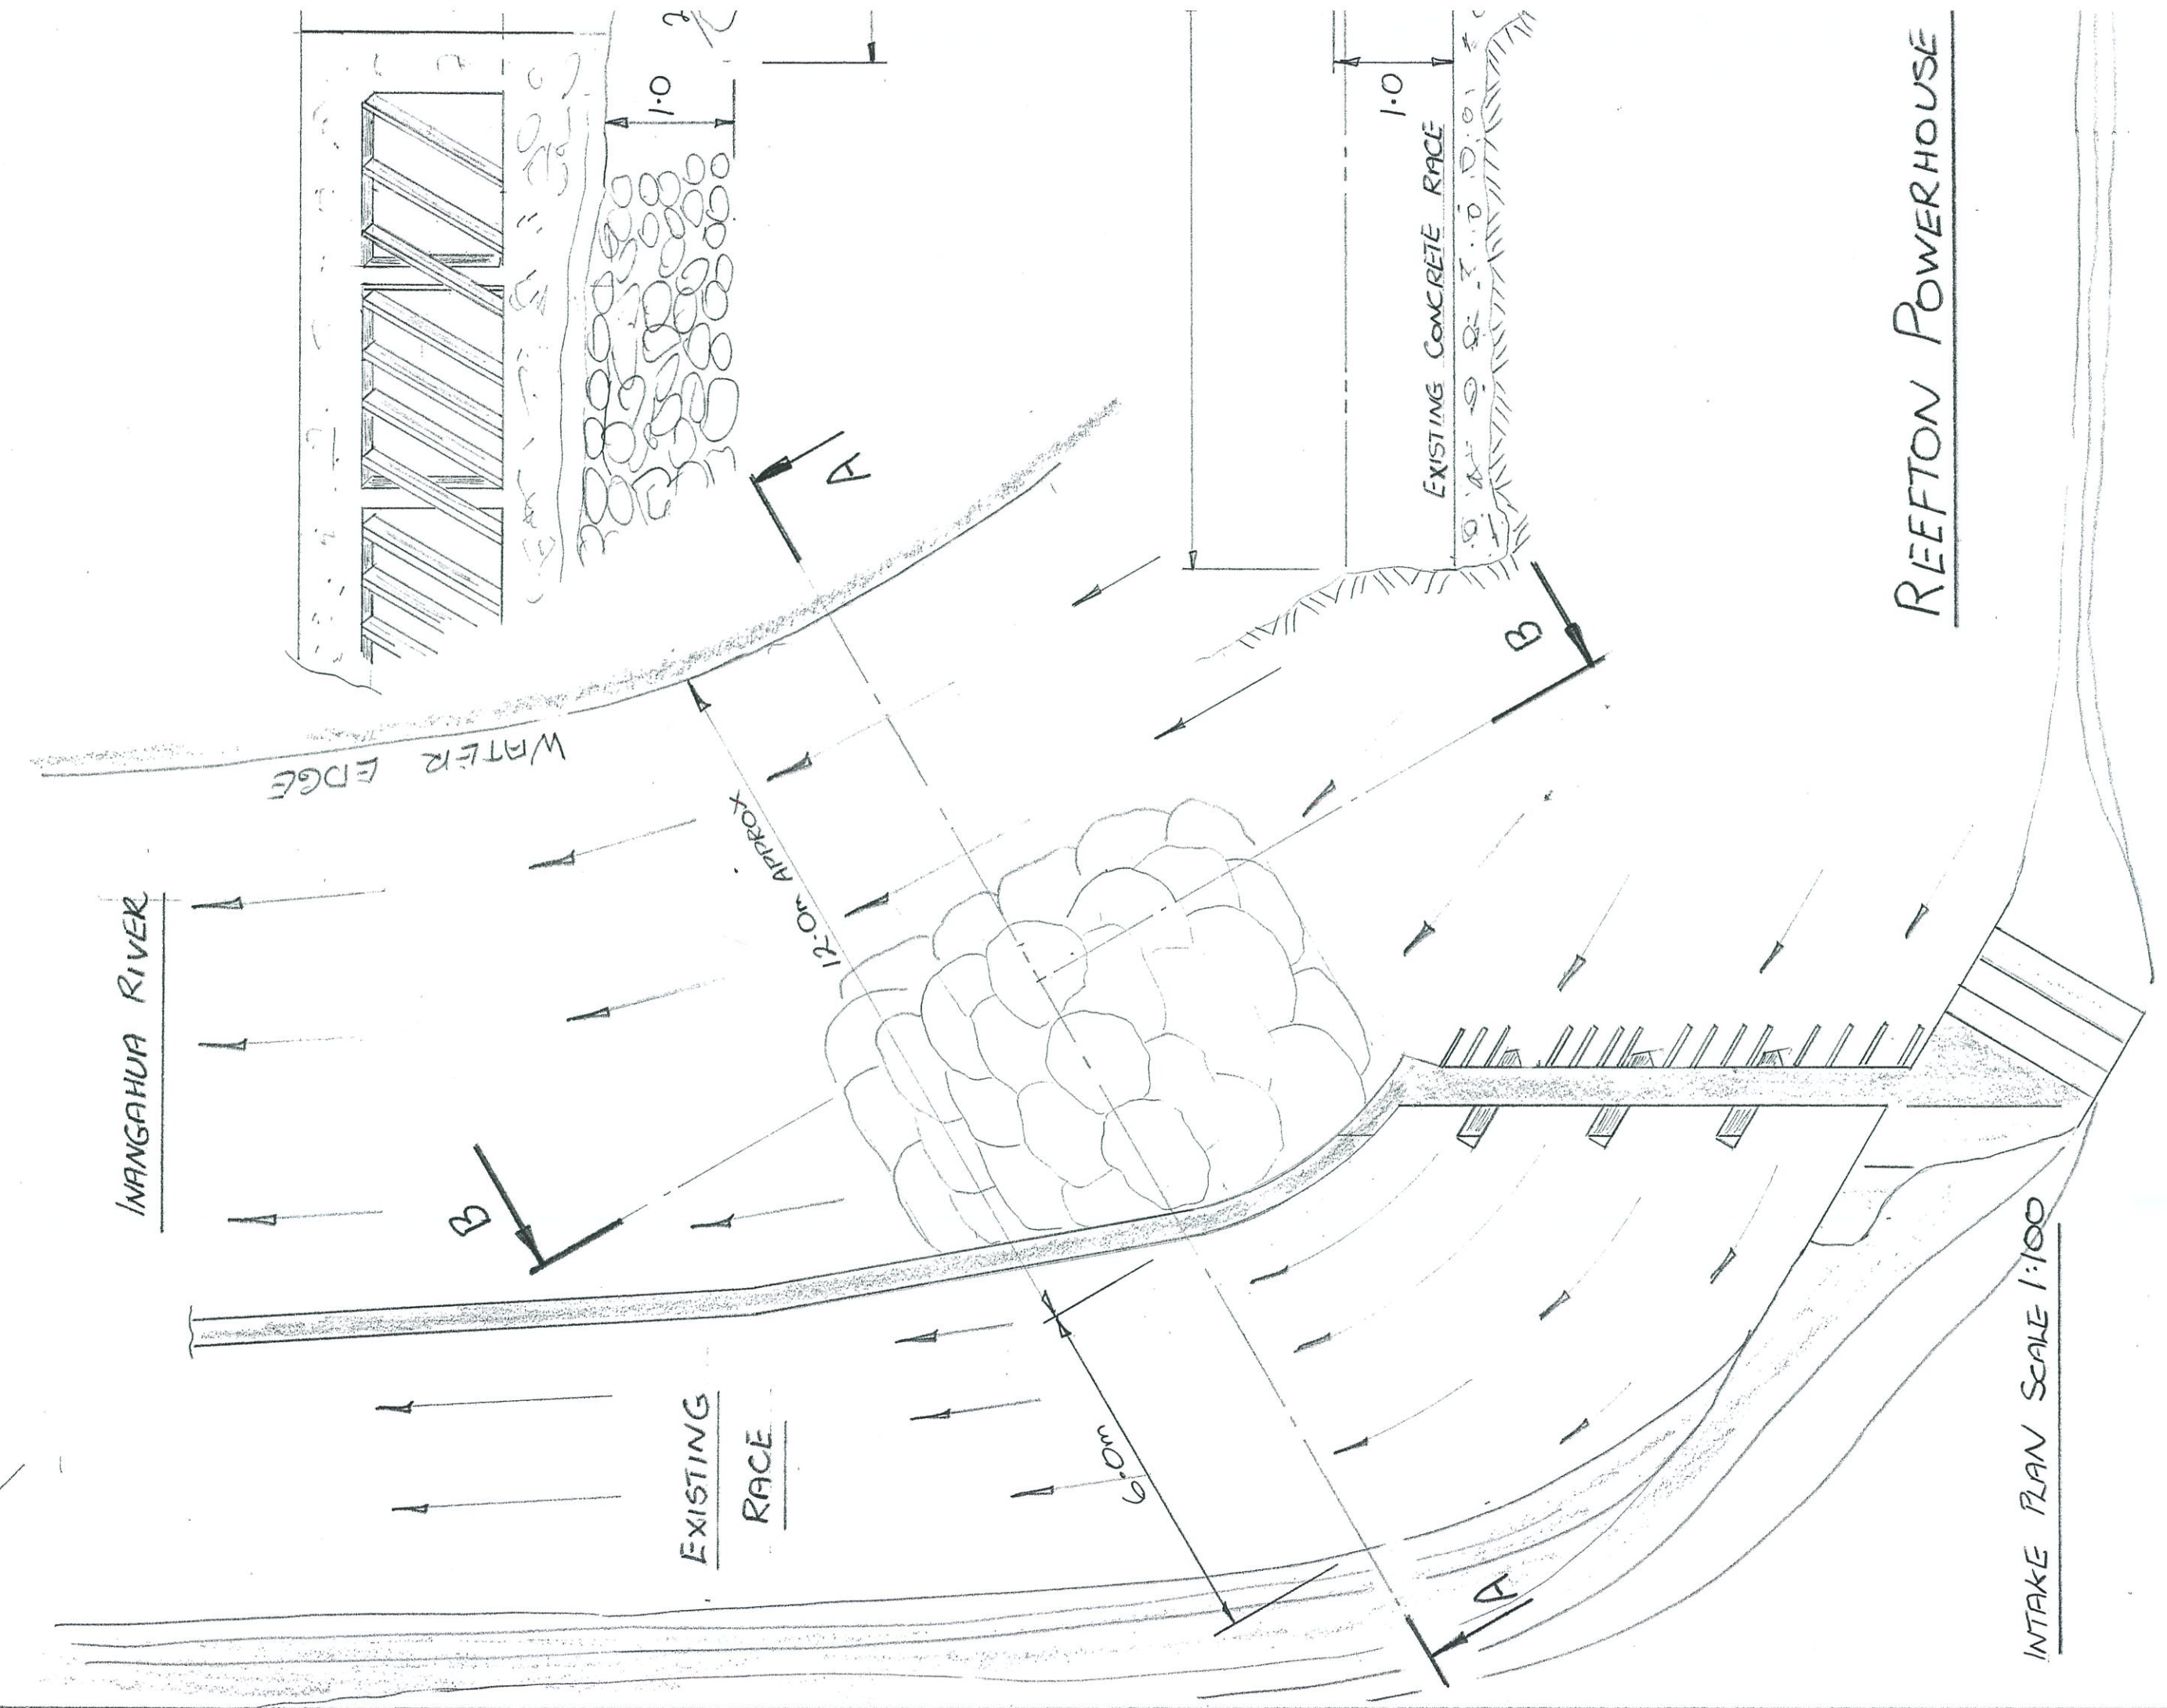 REEFTON POWERHOUSE
INTAKE PLAN SCALE 1:100
INANGAHUA RIVER
WATER EDGE
12.0m APPROX
6.0m
EXISTING
RACE
EXISTING CONCRETE RACE
1.0
1.0
2
A
A
B
B